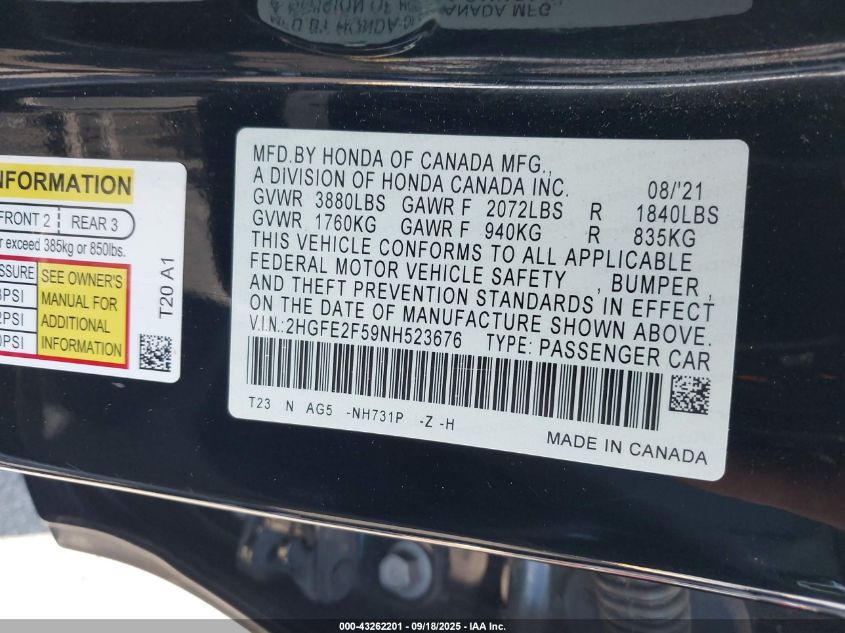 CANADA MFG.
MFD.BY HONDA OF CANADA MFG.,
A DIVISION OF HONDA CANADA INC. 08/'21
GVWR 3880LBS GAWR F 2072LBS R 1840LBS
GVWR 1760KG GAWR F 940KG R 835KG
THIS VEHICLE CONFORMS TO ALL APPLICABLE
FEDERAL MOTOR VEHICLE SAFETY , BUMPER ,
AND THEFT PREVENTION STANDARDS IN EFFECT
ON THE DATE OF MANUFACTURE SHOWN ABOVE.
V.I.N.:2HGFE2F59NH523676 TYPE: PASSENGER CAR
T23 N AG5 -NH731P -Z -H
MADE IN CANADA
FORMATION
FRONT 2 REAR 3
exceed 385kg or 850lbs.
SEE OWNER'S
MANUAL FOR
ADDITIONAL
INFORMATION
T20 A1
000-43262201 - 09/18/2025 - IAA Inc.